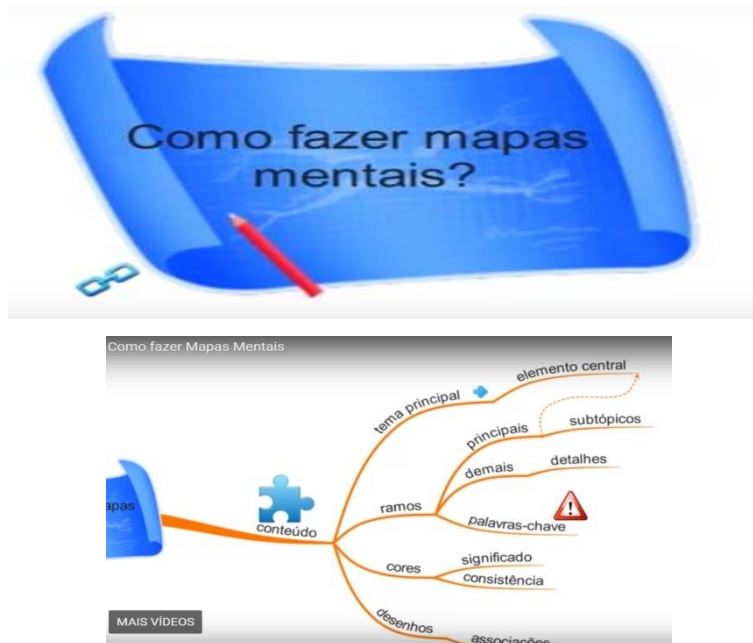 Como fazer mapas
mentais?
Como fazer Mapas Mentais
elemento central
tema principal
subtópicos
principais
detalhes
demais
ramos
palavras-chave
apas
conteúdo
significado
cores
consistência
MAIS VÍDEOS
desenhos
associações